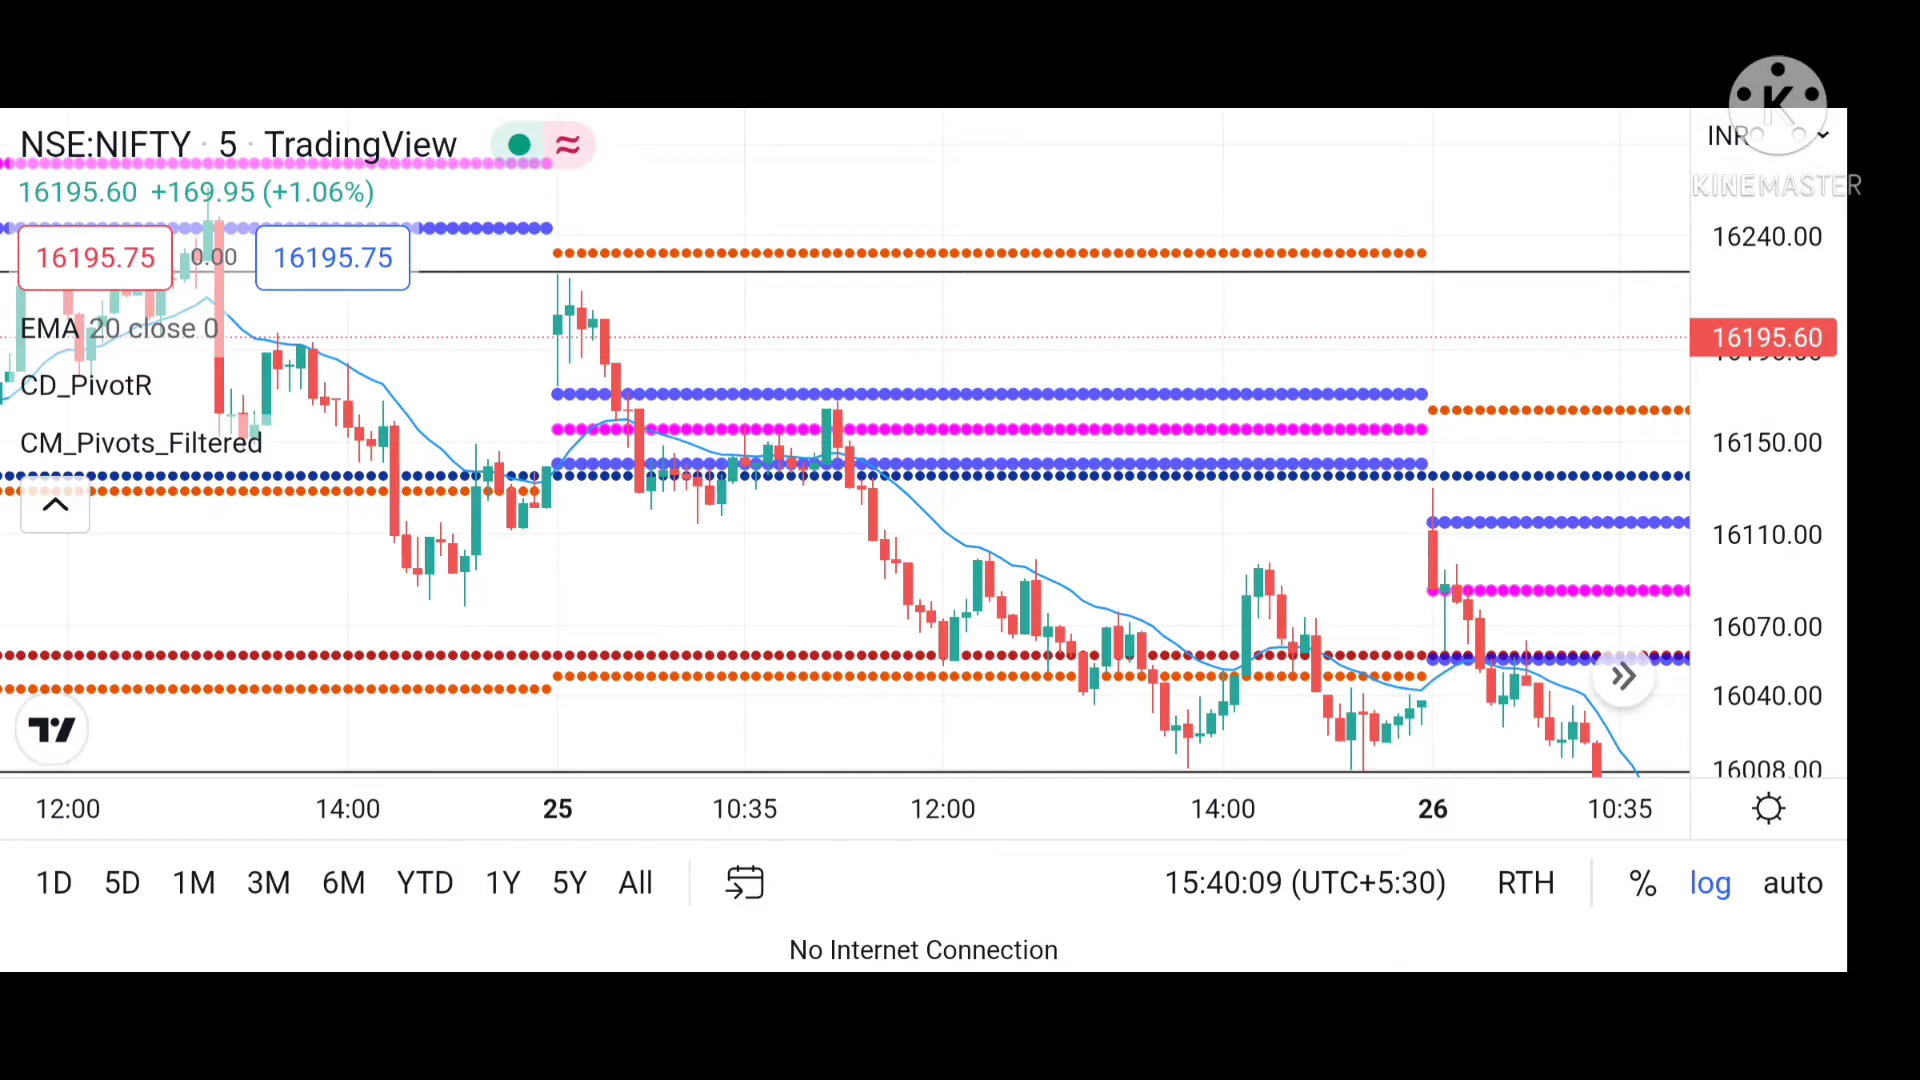 NSE:NIFTY · 5 · TradingView
INR
K
KINEMASTER
16195.60 +169.95 (+1.06%)
16240.00
16195.75 0.00 16195.75
EMA 20 close 0
16195.60
CD_PivotR
CM_Pivots_Filtered
16150.00
16110.00
16070.00
16040.00
16008.00
12:00 14:00 25 10:35 12:00 14:00 26 10:35
1D 5D 1M 3M 6M YTD 1Y 5Y All 15:40:09 (UTC+5:30) RTH % log auto
No Internet Connection